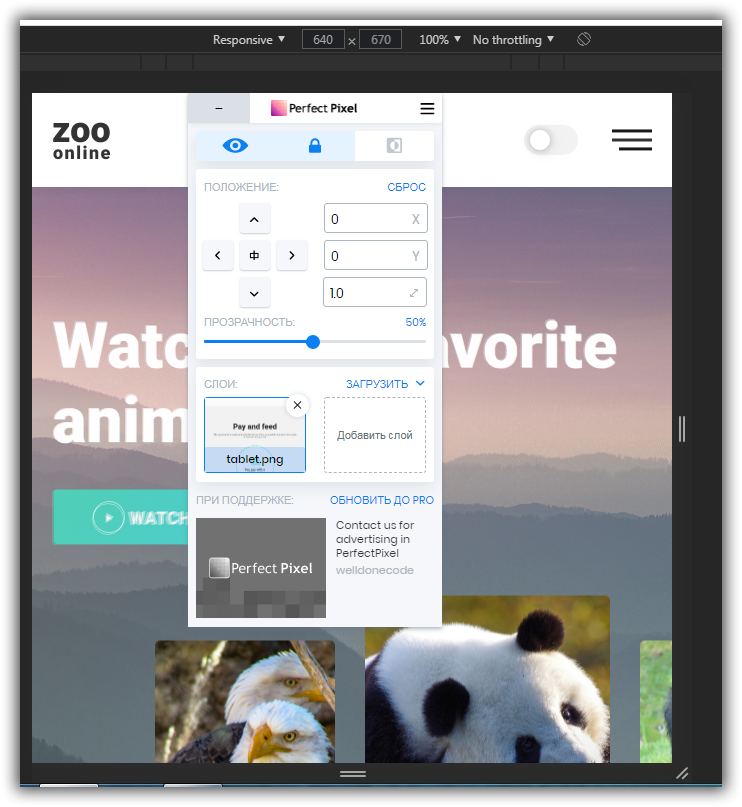 Responsive 640 × 670 100% No throttling
– Perfect Pixel
ZOO
online
ПОЛОЖЕНИЕ: СБРОС
0 X
0 Y
1.0
ПРОЗРАЧНОСТЬ: 50%
Watc avorite
anim
WATCH
СЛОИ: ЗАГРУЗИТЬ
Pay and feed
tablet.png
Добавить слой
ПРИ ПОДДЕРЖКЕ: ОБНОВИТЬ ДО PRO
Perfect Pixel
Contact us for
advertising in
PerfectPixel
welldonecode